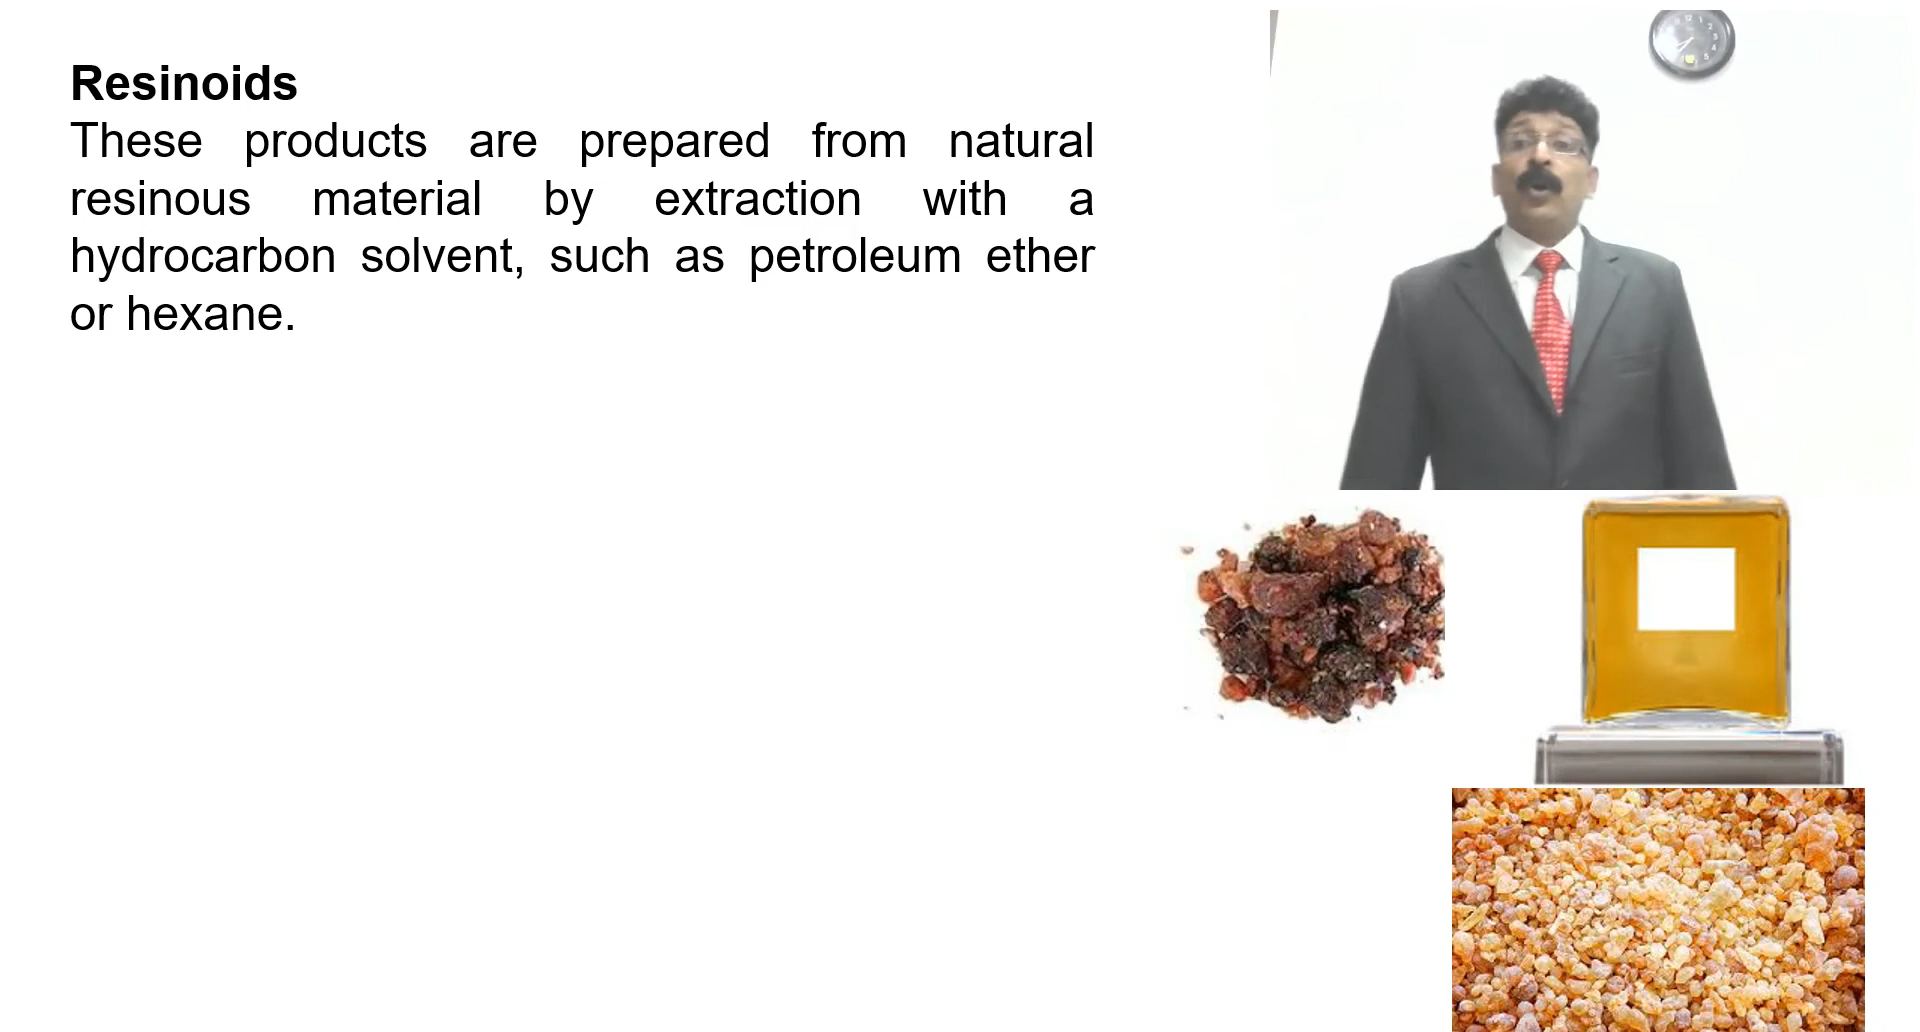 Resinoids
These products are prepared from natural
resinous material by extraction with a
hydrocarbon solvent, such as petroleum ether
or hexane.